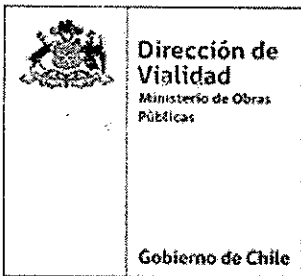 Dirección de
Vialidad
Ministerio de Obras
Públicas
Gobierno de Chile